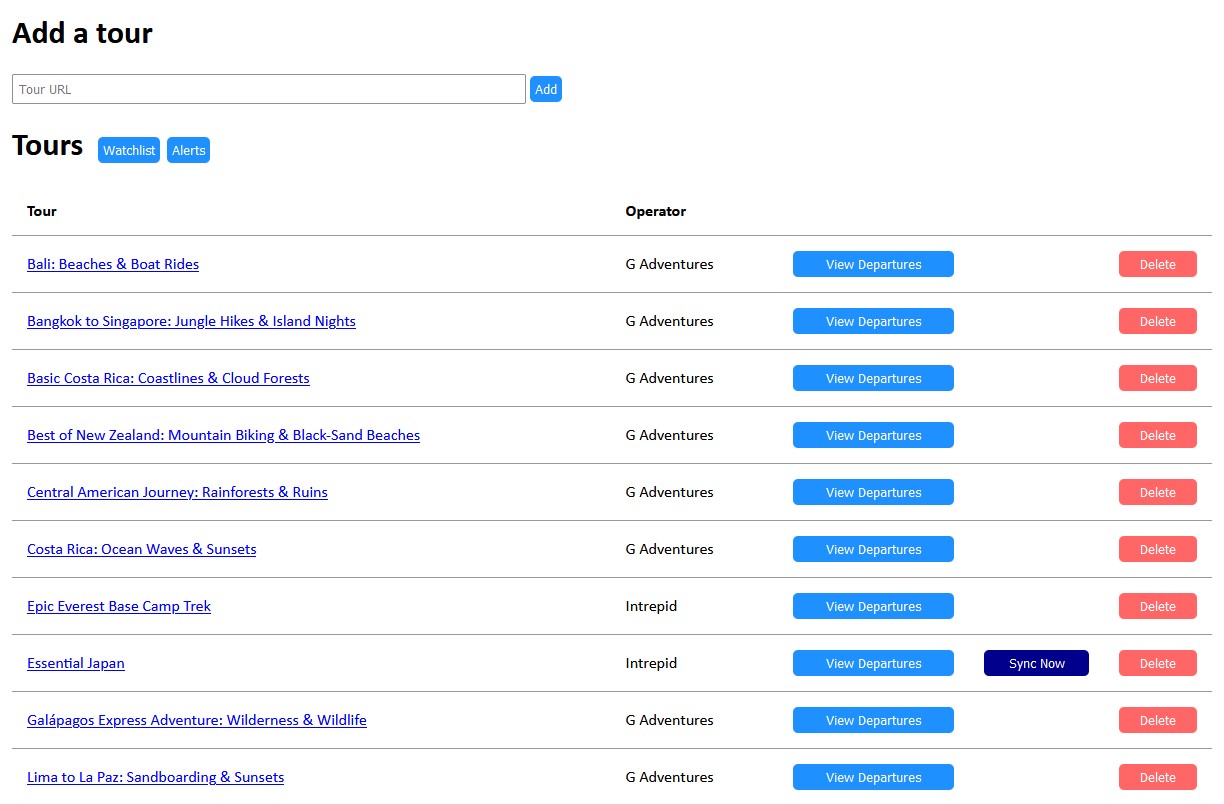 Add a tour
Tour URL Add
Tours Watchlist Alerts
Tour Operator
Bali: Beaches & Boat Rides G Adventures View Departures Delete
Bangkok to Singapore: Jungle Hikes & Island Nights G Adventures View Departures Delete
Basic Costa Rica: Coastlines & Cloud Forests G Adventures View Departures Delete
Best of New Zealand: Mountain Biking & Black-Sand Beaches G Adventures View Departures Delete
Central American Journey: Rainforests & Ruins G Adventures View Departures Delete
Costa Rica: Ocean Waves & Sunsets G Adventures View Departures Delete
Epic Everest Base Camp Trek Intrepid View Departures Delete
Essential Japan Intrepid View Departures Sync Now Delete
Galápagos Express Adventure: Wilderness & Wildlife G Adventures View Departures Delete
Lima to La Paz: Sandboarding & Sunsets G Adventures View Departures Delete